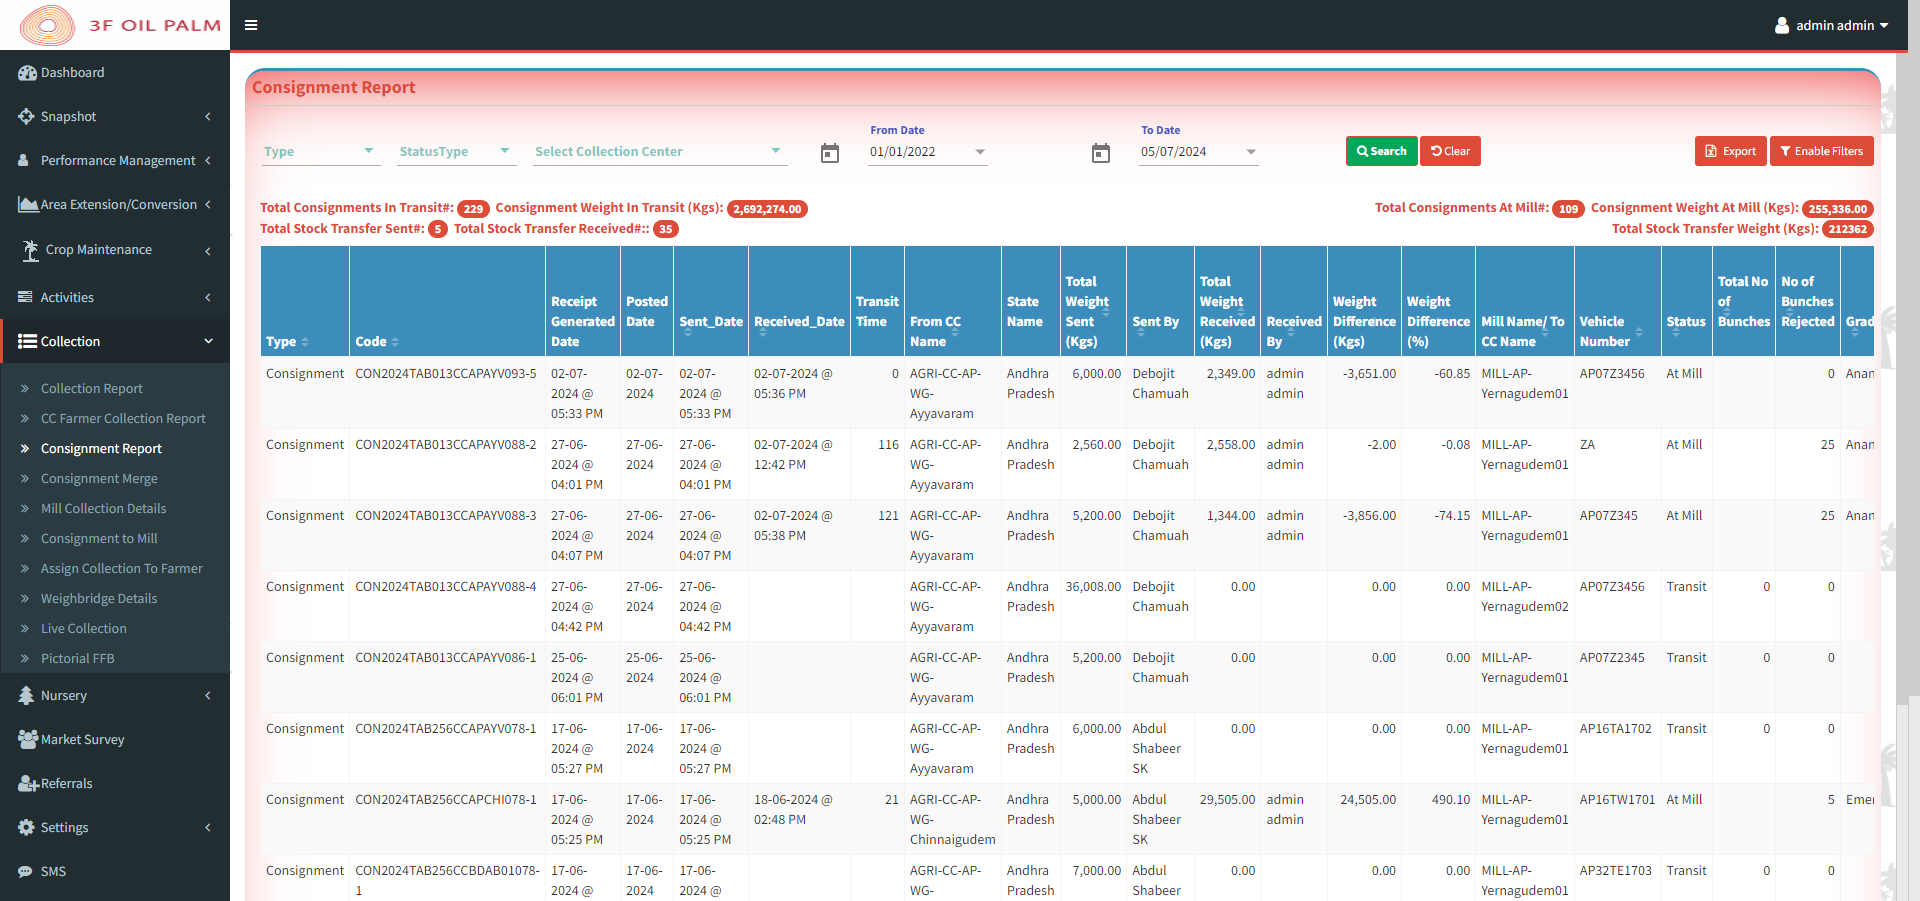 3F OIL PALM
admin admin
Dashboard
Snapshot
Performance Management
Area Extension/Conversion
Crop Maintenance
Activities
Collection
Collection Report
CC Farmer Collection Report
Consignment Report
Consignment Merge
Mill Collection Details
Consignment to Mill
Assign Collection To Farmer
Weighbridge Details
Live Collection
Pictorial FFB
Nursery
Market Survey
Referrals
Settings
SMS
Consignment Report
From Date To Date
Type StatusType Select Collection Center 01/01/2022 05/07/2024 Search Clear Export Enable Filters
Total Consignments In Transit#: 229 Consignment Weight In Transit (Kgs): 2,692,274.00 Total Consignments At Mill#: 109 Consignment Weight At Mill (Kgs): 255,336.00
Total Stock Transfer Sent#: 5 Total Stock Transfer Received#:: 35 Total Stock Transfer Weight (Kgs): 212362
Type Code Receipt Generated Date Posted Date Sent_Date Received_Date Transit Time From CC Name State Name Total Weight Sent (Kgs) Sent By Total Weight Received (Kgs) Received By Weight Difference (Kgs) Weight Difference (%) Mill Name/ To CC Name Vehicle Number Status Total No of Bunches No of Bunches Rejected Grad
Consignment CON2024TAB013CCAPAYV093-5 02-07- 02-07- 02-07- 02-07-2024 @ 0 AGRI-CC-AP- Andhra 6,000.00 Debojit 2,349.00 admin -3,651.00 -60.85 MILL-AP- AP07Z3456 At Mill 0 Anan
2024 @ 2024 2024 @ 05:36 PM WG- Pradesh Chamuah admin Yernagudem01
05:33 PM 05:33 PM Ayyavaram
Consignment CON2024TAB013CCAPAYV088-2 27-06- 27-06- 27-06- 02-07-2024 @ 116 AGRI-CC-AP- Andhra 2,560.00 Debojit 2,558.00 admin -2.00 -0.08 MILL-AP- ZA At Mill 25 Anan
2024 @ 2024 2024 @ 12:42 PM WG- Pradesh Chamuah admin Yernagudem01
04:01 PM 04:01 PM Ayyavaram
Consignment CON2024TAB013CCAPAYV088-3 27-06- 27-06- 27-06- 02-07-2024 @ 121 AGRI-CC-AP- Andhra 5,200.00 Debojit 1,344.00 admin -3,856.00 -74.15 MILL-AP- AP07Z345 At Mill 25 Anan
2024 @ 2024 2024 @ 05:38 PM WG- Pradesh Chamuah admin Yernagudem01
04:07 PM 04:07 PM Ayyavaram
Consignment CON2024TAB013CCAPAYV088-4 27-06- 27-06- 27-06- AGRI-CC-AP- Andhra 36,008.00 Debojit 0.00 0.00 0.00 MILL-AP- AP07Z3456 Transit 0 0
2024 @ 2024 2024 @ WG- Pradesh Chamuah Yernagudem02
04:42 PM 04:42 PM Ayyavaram
Consignment CON2024TAB013CCAPAYV086-1 25-06- 25-06- 25-06- AGRI-CC-AP- Andhra 5,200.00 Debojit 0.00 0.00 0.00 MILL-AP- AP07Z2345 Transit 0 0
2024 @ 2024 2024 @ WG- Pradesh Chamuah Yernagudem01
06:01 PM 06:01 PM Ayyavaram
Consignment CON2024TAB256CCAPAYV078-1 17-06- 17-06- 17-06- AGRI-CC-AP- Andhra 6,000.00 Abdul 0.00 0.00 0.00 MILL-AP- AP16TA1702 Transit 0 0
2024 @ 2024 2024 @ WG- Pradesh Shabeer Yernagudem01
05:27 PM 05:27 PM Ayyavaram SK
Consignment CON2024TAB256CCAPCHI078-1 17-06- 17-06- 17-06- 18-06-2024 @ 21 AGRI-CC-AP- Andhra 5,000.00 Abdul 29,505.00 admin 24,505.00 490.10 MILL-AP- AP16TW1701 At Mill 5 Emer
2024 @ 2024 2024 @ 02:48 PM WG- Pradesh Shabeer admin Yernagudem01
05:25 PM 05:25 PM Chinnaigudem SK
Consignment CON2024TAB256CCBDAB01078- 17-06- 17-06- 17-06- AGRI-CC-AP- Andhra 7,000.00 Abdul 0.00 0.00 0.00 MILL-AP- AP32TE1703 Transit 0 0
1 2024 @ 2024 2024 @ WG- Pradesh Shabeer Yernagudem01